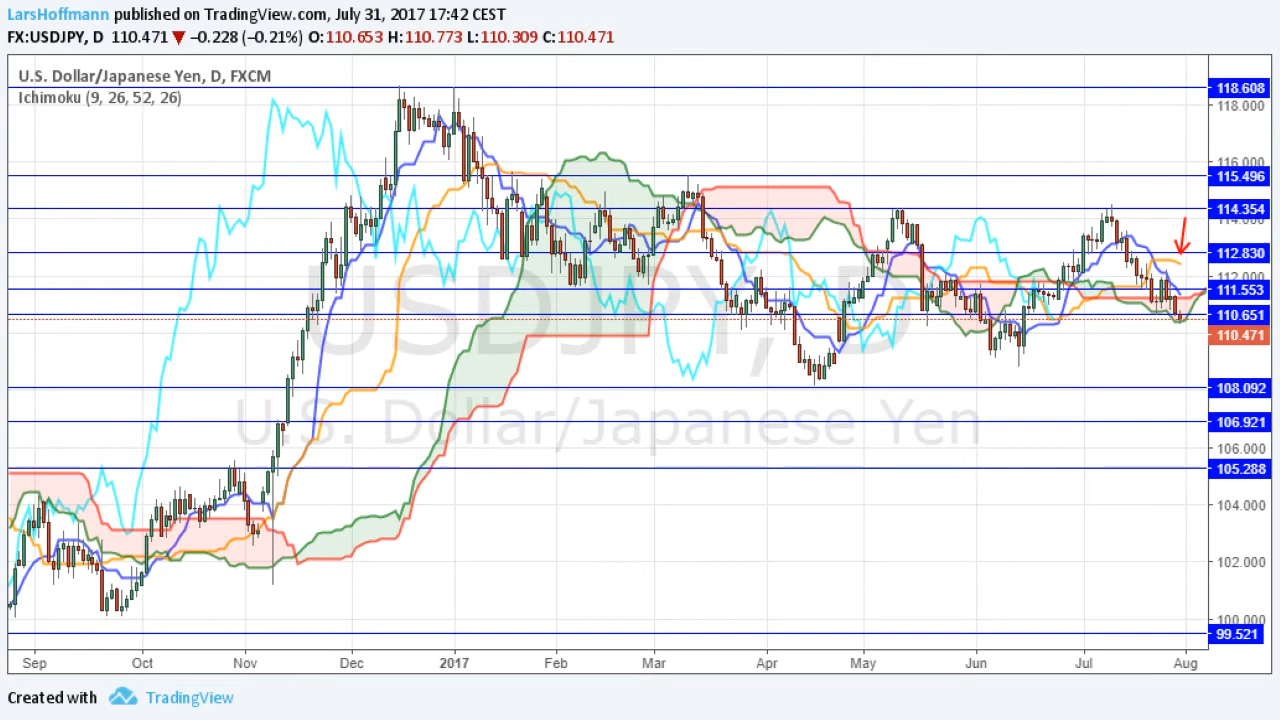 LarsHoffmann published on TradingView.com, July 31, 2017 17:42 CEST
FX:USDJPY, D 110.471 ▼ −0.228 (−0.21%) O:110.653 H:110.773 L:110.309 C:110.471
U.S. Dollar/Japanese Yen, D, FXCM
Ichimoku (9, 26, 52, 26)
USDJPY, D
U.S. Dollar/Japanese Yen
118.608
118.000
116.000
115.496
114.354
114.000
112.830
112.000
111.553
110.651
110.471
108.092
106.921
106.000
105.288
104.000
102.000
100.000
99.521
Sep Oct Nov Dec 2017 Feb Mar Apr May Jun Jul Aug
Created with TradingView